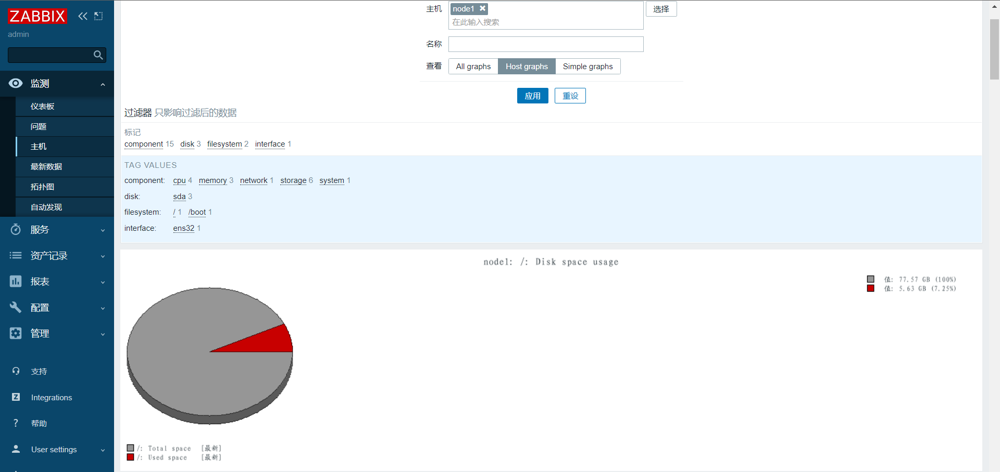 ZABBIX
admin
监测
仪表板
问题
主机
最新数据
拓扑图
自动发现
服务
资产记录
报表
配置
管理
支持
Integrations
帮助
User settings
主机 node1 选择
在此输入搜索
名称
查看 All graphs Host graphs Simple graphs
应用 重设
过滤器 只影响过滤后的数据
标记
component 15 disk 3 filesystem 2 interface 1
TAG VALUES
component: cpu 4 memory 3 network 1 storage 6 system 1
disk: sda 3
filesystem: / 1 /boot 1
interface: ens32 1
node1: /: Disk space usage
值: 77.57 GB (100%)
值: 5.63 GB (7.25%)
/: Total space [最新]
/: Used space [最新]